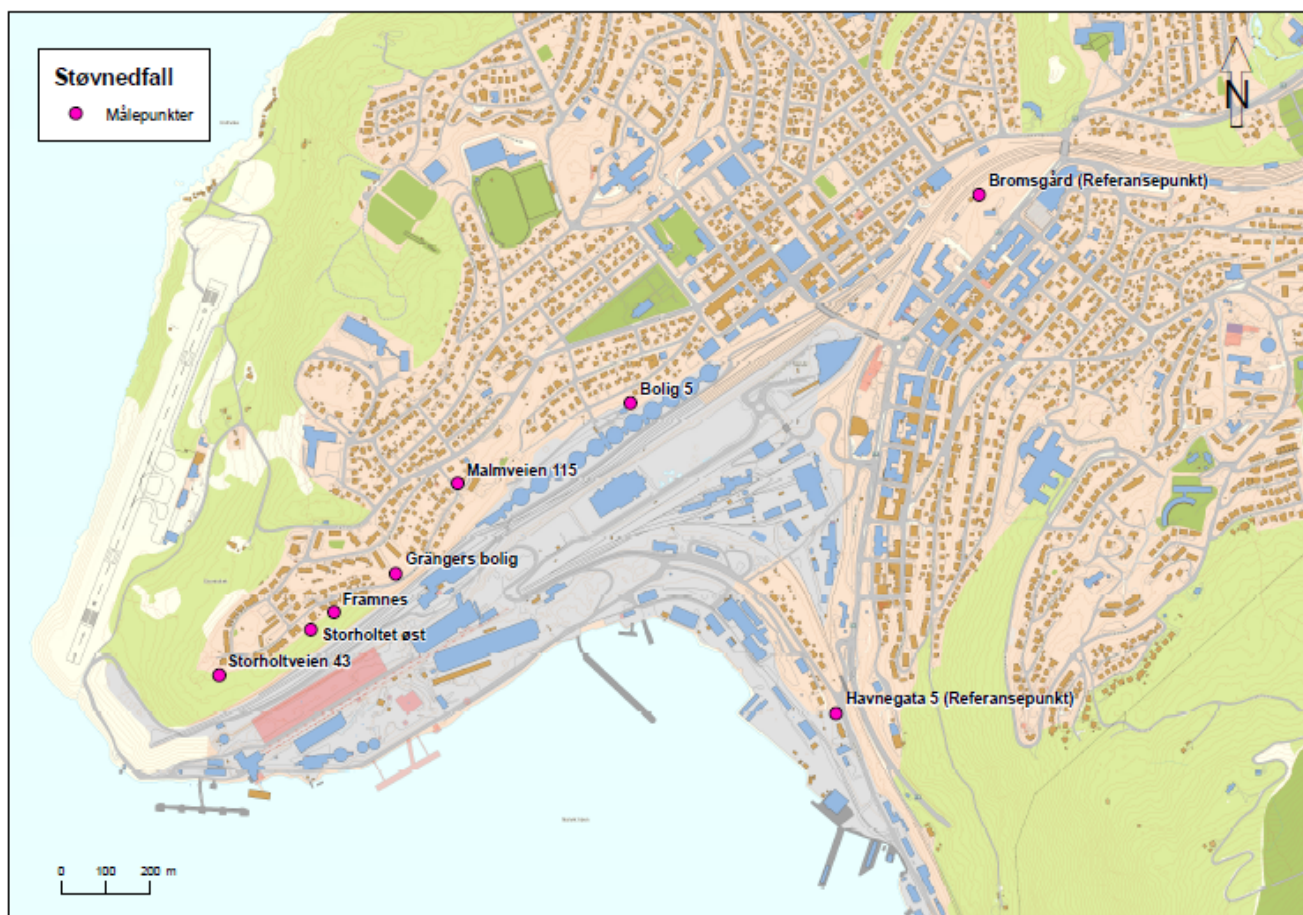 Støvnedfall
Målepunkter
N
Bromsgård (Referansepunkt)
Bolig 5
Malmveien 115
Grängers bolig
Framnes
Storholtet øst
Storholtveien 43
Havnegata 5 (Referansepunkt)
0 100 200 m